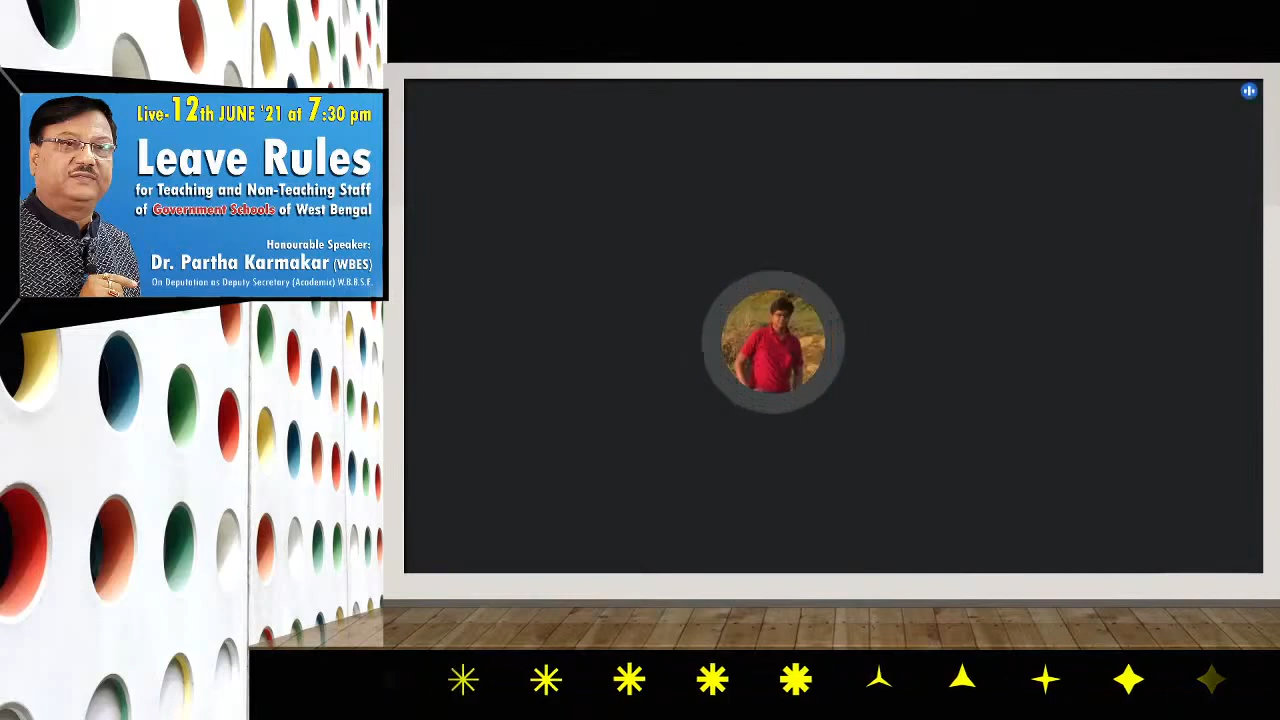 Live-12th JUNE '21 at 7:30 pm
Leave Rules
for Teaching and Non-Teaching Staff
of Government Schools of West Bengal
Honourable Speaker:
Dr. Partha Karmakar (WBES)
On Deputation as Deputy Secretary (Academic) W.B.B.S.E.